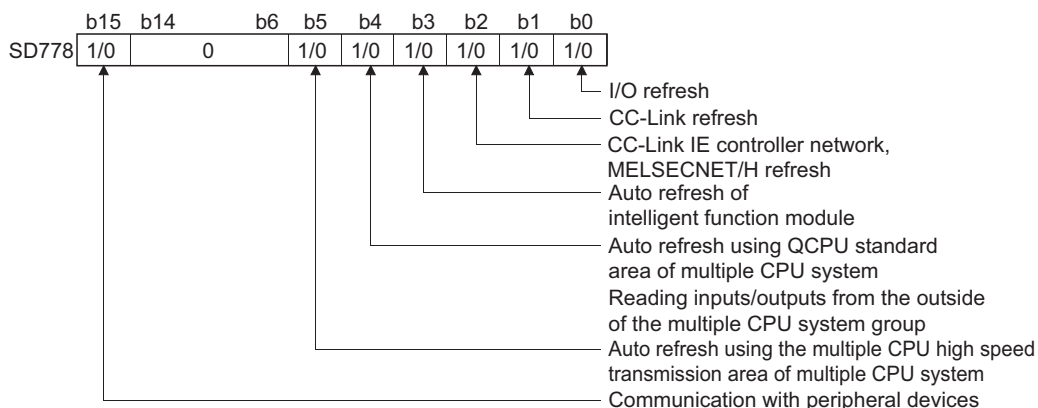 b15 b14 b6 b5 b4 b3 b2 b1 b0
SD778 1/0 0 1/0 1/0 1/0 1/0 1/0 1/0
I/O refresh
CC-Link refresh
CC-Link IE controller network,
MELSECNET/H refresh
Auto refresh of
intelligent function module
Auto refresh using QCPU standard
area of multiple CPU system
Reading inputs/outputs from the outside
of the multiple CPU system group
Auto refresh using the multiple CPU high speed
transmission area of multiple CPU system
Communication with peripheral devices